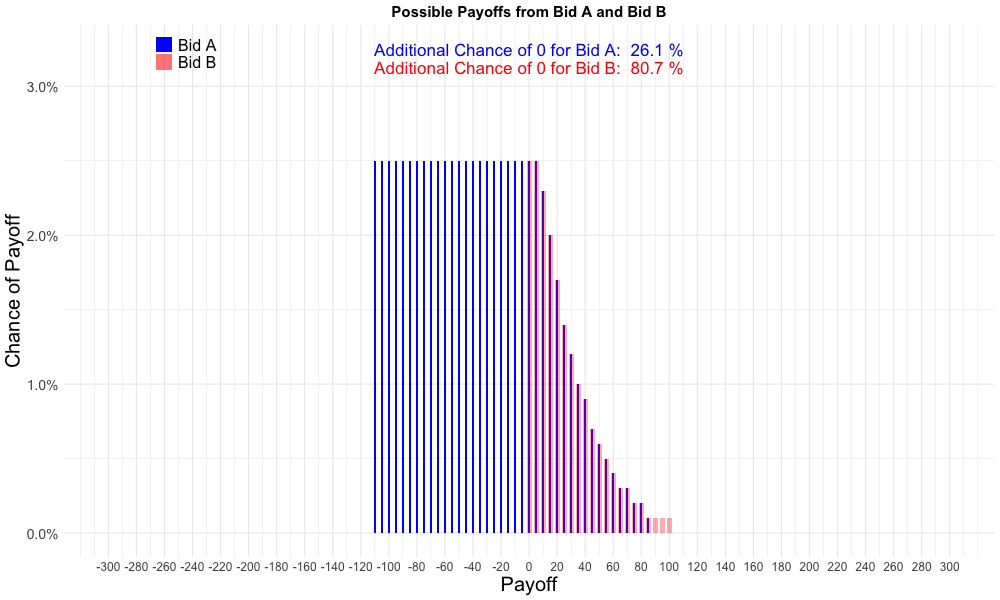 Possible Payoffs from Bid A and Bid B
Bid A
Bid B
Additional Chance of 0 for Bid A: 26.1 %
Additional Chance of 0 for Bid B: 80.7 %
Chance of Payoff
3.0%
2.0%
1.0%
0.0%
-300 -280 -260 -240 -220 -200 -180 -160 -140 -120 -100 -80 -60 -40 -20 0 20 40 60 80 100 120 140 160 180 200 220 240 260 280 300
Payoff